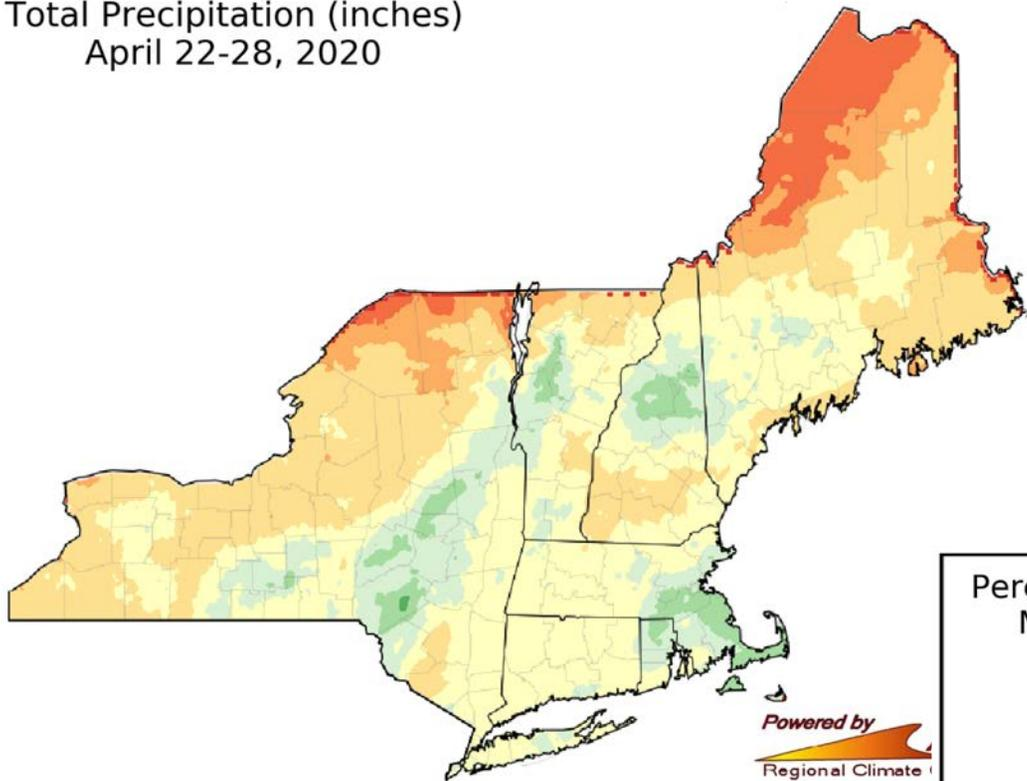 Total Precipitation (inches)
April 22-28, 2020
Powered by
Regional Climate